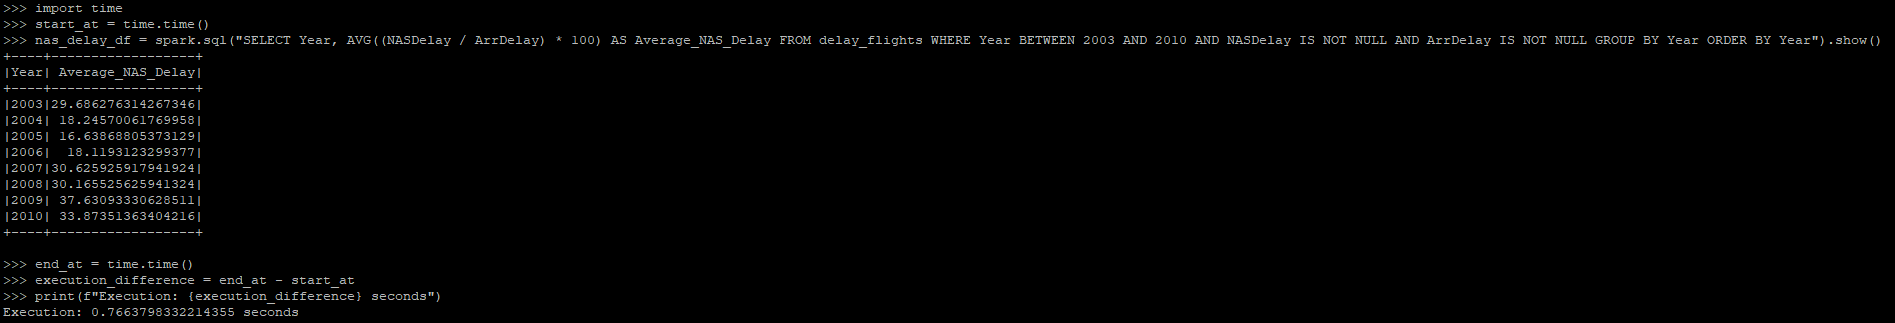 >>> import time
>>> start_at = time.time()
>>> nas_delay_df = spark.sql("SELECT Year, AVG((NASDelay / ArrDelay) * 100) AS Average_NAS_Delay FROM delay_flights WHERE Year BETWEEN 2003 AND 2010 AND NASDelay IS NOT NULL AND ArrDelay IS NOT NULL GROUP BY Year ORDER BY Year").show()
+----+------------------+
|Year| Average_NAS_Delay|
+----+------------------+
|2003|29.686276314267346|
|2004| 18.24570061769958|
|2005| 16.63868805373129|
|2006|  18.1193123299377|
|2007|30.625925917941924|
|2008|30.165525625941324|
|2009| 37.63093330628511|
|2010| 33.87351363404216|
+----+------------------+
>>> end_at = time.time()
>>> execution_difference = end_at - start_at
>>> print(f"Execution: {execution_difference} seconds")
Execution: 0.7663798332214355 seconds